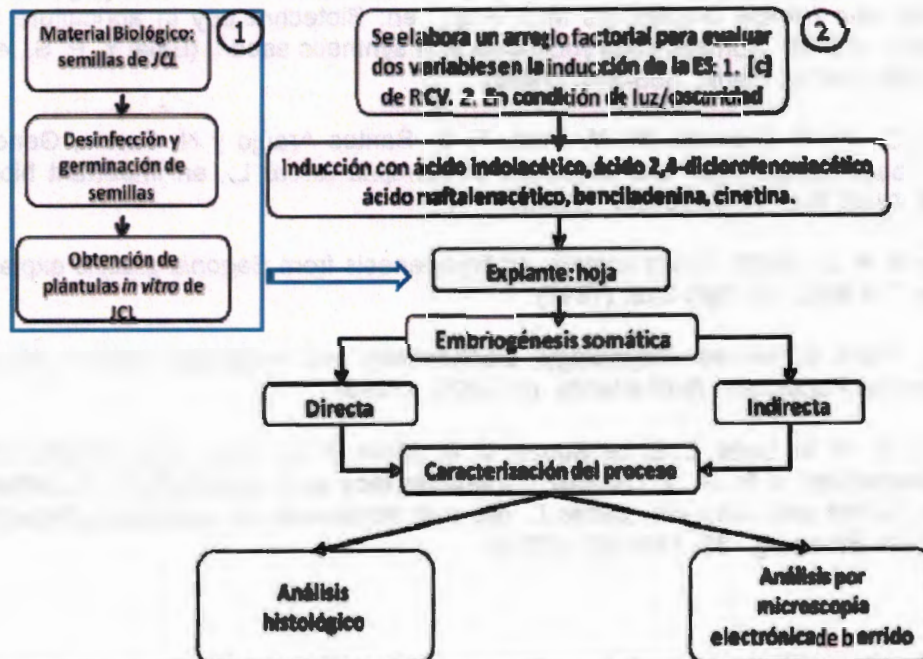 Material Biológico:
semillas de JCL
1
Desinfección y
germinación de
semillas
Obtención de
plántulas in vitro de
JCL
Se elabora un arreglo factorial para evaluar
2
dos variables en la inducción de la ES: 1. [c]
de RCV. 2. En condición de luz/oscuridad
Inducción con ácido indolacético, ácido 2,4-diclorofenoxiacético,
ácido naftalenacético, benciladenina, cinetina.
Explante: hoja
Embriogénesis somática
Directa
Indirecta
Caracterización del proceso
Análisis
histológico
Análisis por
microscopía
electrónica de barrido